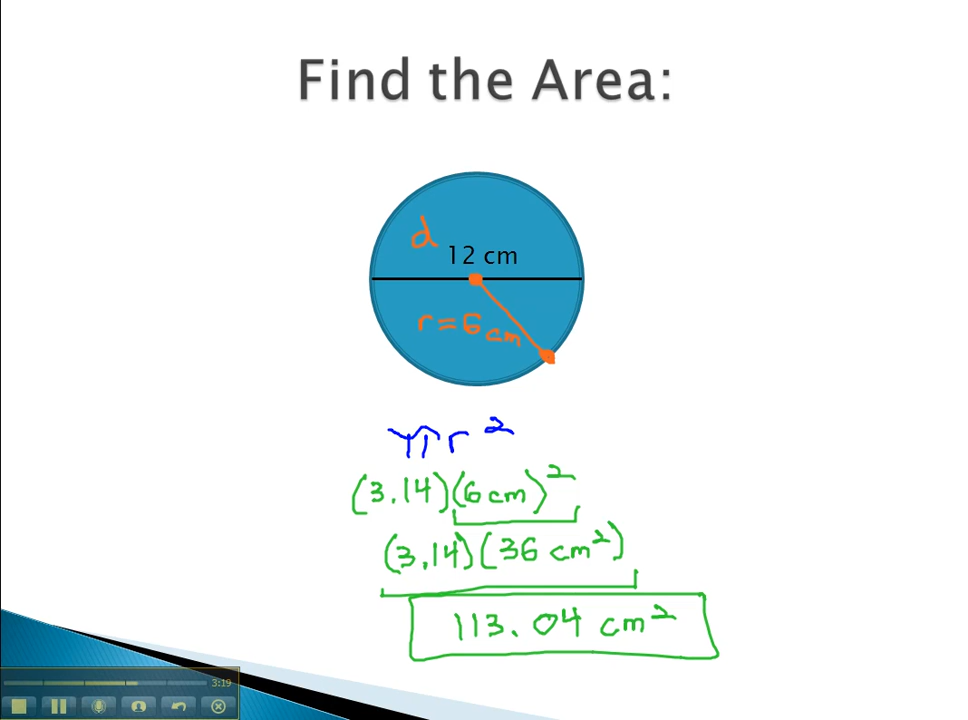 Find the Area:
d
12 cm
r=6cm
πr²
(3.14)(6cm)²
(3.14)(36 cm²)
113.04 cm²
3:19